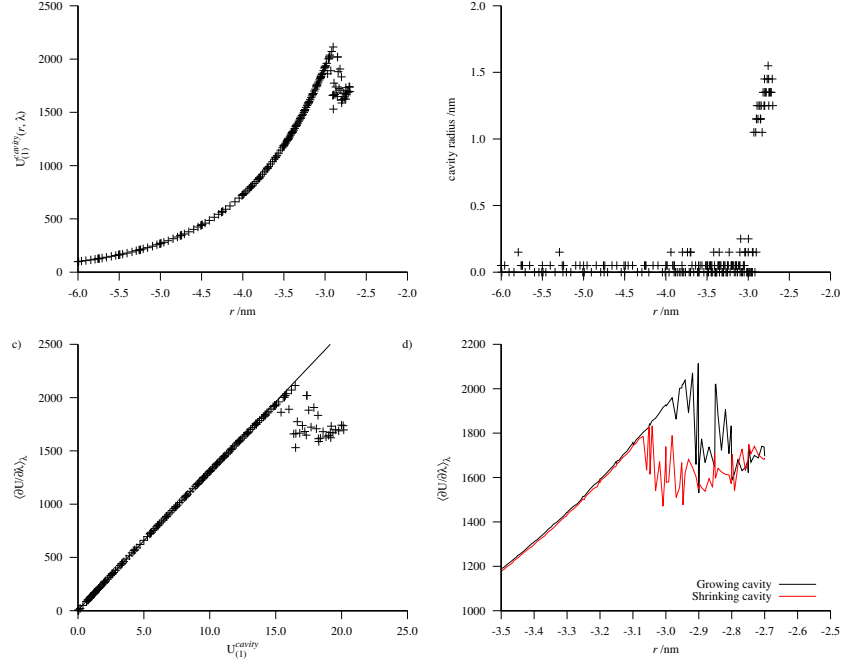 2500
2000
1500
1000
500
0
U(1)^cavity(r, λ)
-6.0 -5.5 -5.0 -4.5 -4.0 -3.5 -3.0 -2.5 -2.0
r /nm
2.0
1.5
1.0
0.5
0.0
cavity radius /nm
-6.0 -5.5 -5.0 -4.5 -4.0 -3.5 -3.0 -2.5 -2.0
r /nm
c)
2500
2000
1500
1000
500
0
⟨∂U/∂λ⟩λ
0.0 5.0 10.0 15.0 20.0 25.0
U(1)^cavity
d)
2200
2000
1800
1600
1400
1200
1000
⟨∂U/∂λ⟩λ
Growing cavity
Shrinking cavity
-3.5 -3.4 -3.3 -3.2 -3.1 -3.0 -2.9 -2.8 -2.7 -2.6 -2.5
r /nm